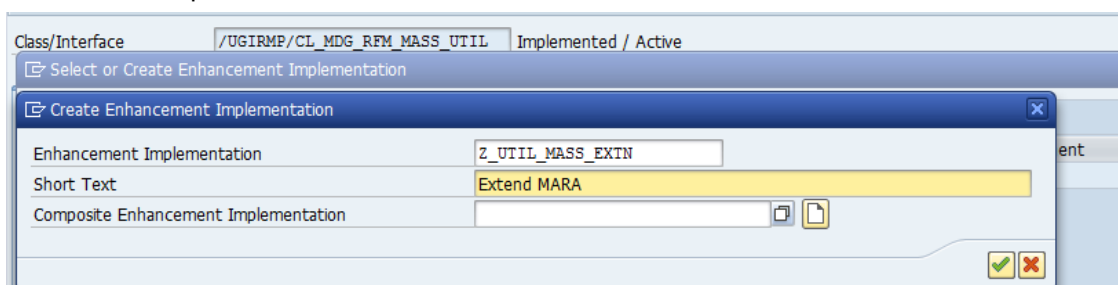 Class/Interface /UGIRMP/CL_MDG_RFM_MASS_UTIL Implemented / Active
Select or Create Enhancement Implementation
Create Enhancement Implementation
Enhancement Implementation Z_UTIL_MASS_EXTN
ent
Short Text Extend MARA
Composite Enhancement Implementation